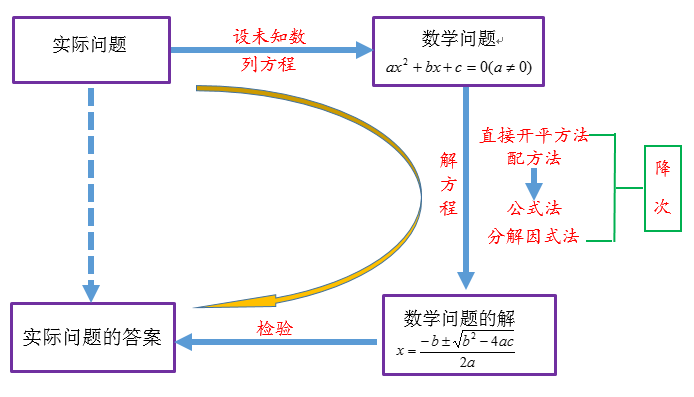 实际问题
设未知数
列方程
数学问题
ax² + bx + c = 0(a ≠ 0)
解方程
直接开平方法
配方法
公式法
分解因式法
降次
实际问题的答案
检验
数学问题的解
x = (-b ± √(b² - 4ac)) / 2a